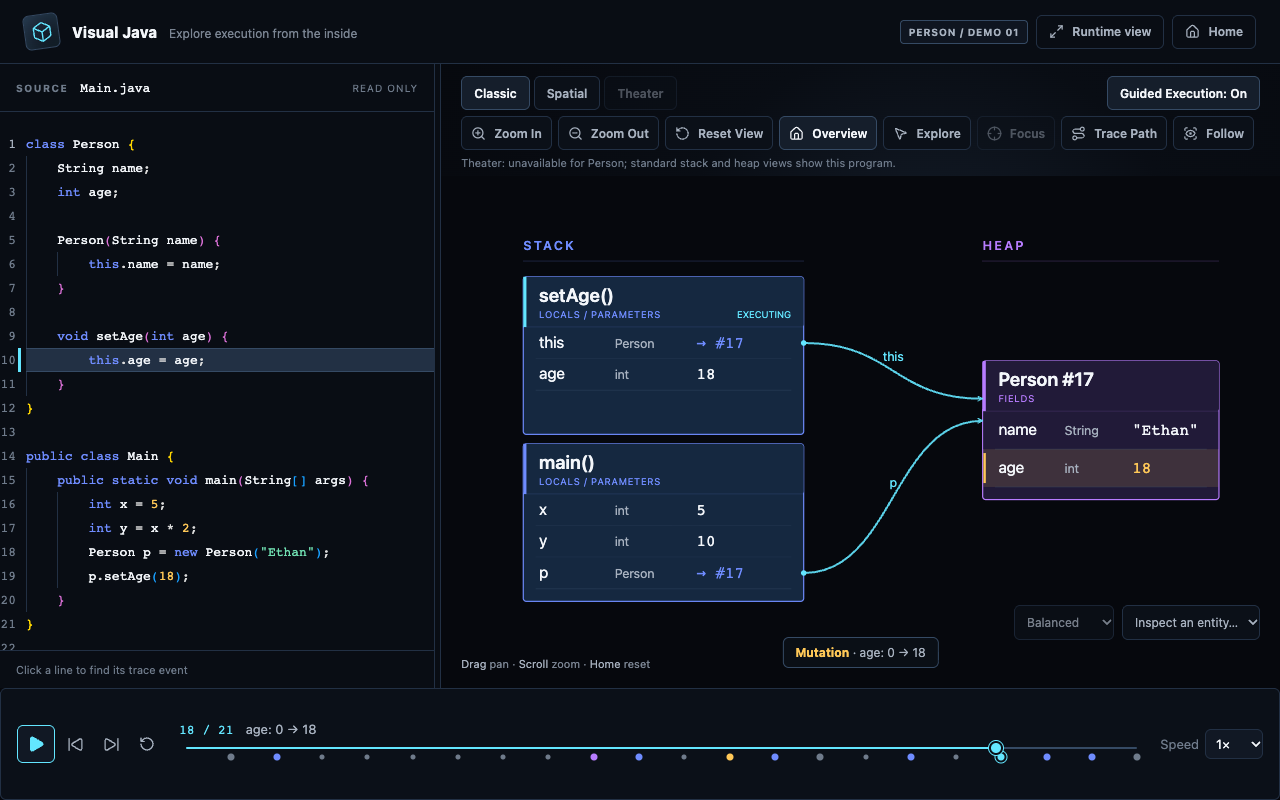 Visual Java Explore execution from the inside PERSON / DEMO 01 Runtime view Home
SOURCE Main.java READ ONLY
1 class Person {
2 String name;
3 int age;
4
5 Person(String name) {
6 this.name = name;
7 }
8
9 void setAge(int age) {
10 this.age = age;
11 }
12 }
13
14 public class Main {
15 public static void main(String[] args) {
16 int x = 5;
17 int y = x * 2;
18 Person p = new Person("Ethan");
19 p.setAge(18);
20 }
21 }
22
Click a line to find its trace event
Classic Spatial Theater Guided Execution: On
Zoom In Zoom Out Reset View Overview Explore Focus Trace Path Follow
Theater: unavailable for Person; standard stack and heap views show this program.
STACK
setAge()
LOCALS / PARAMETERS EXECUTING
this Person → #17
age int 18
main()
LOCALS / PARAMETERS
x int 5
y int 10
p Person → #17
this
p
HEAP
Person #17
FIELDS
name String "Ethan"
age int 18
Balanced Inspect an entity...
Mutation · age: 0 → 18
Drag pan · Scroll zoom · Home reset
18 / 21 age: 0 → 18
Speed 1×